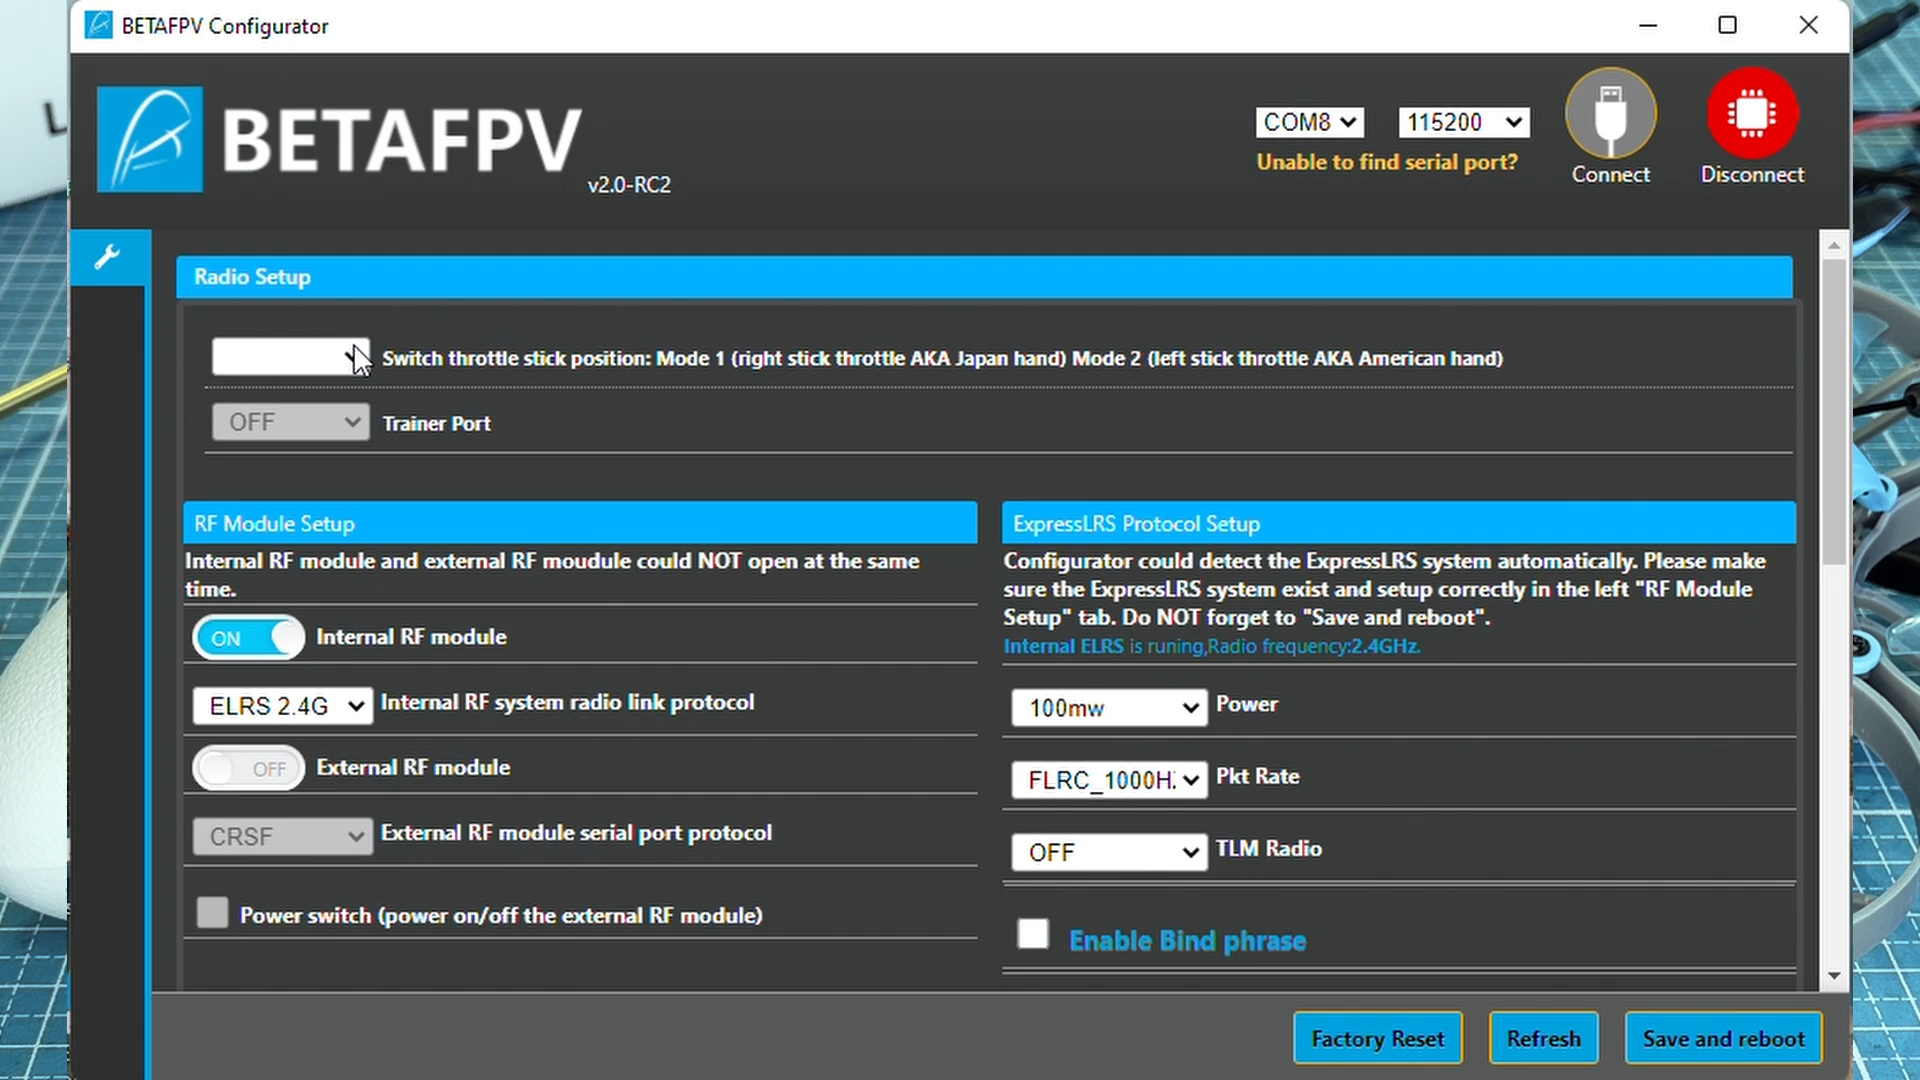 BETAFPV Configurator
BETAFPV
v2.0-RC2
COM8
115200
Unable to find serial port?
Connect
Disconnect
Radio Setup
Switch throttle stick position: Mode 1 (right stick throttle AKA Japan hand) Mode 2 (left stick throttle AKA American hand)
OFF
Trainer Port
RF Module Setup
Internal RF module and external RF moudule could NOT open at the same
time.
ON
Internal RF module
ELRS 2.4G
Internal RF system radio link protocol
OFF
External RF module
CRSF
External RF module serial port protocol
Power switch (power on/off the external RF module)
ExpressLRS Protocol Setup
Configurator could detect the ExpressLRS system automatically. Please make
sure the ExpressLRS system exist and setup correctly in the left "RF Module
Setup" tab. Do NOT forget to "Save and reboot".
Internal ELRS is runing,Radio frequency:2.4GHz.
100mw
Power
FLRC_1000H
Pkt Rate
OFF
TLM Radio
Enable Bind phrase
Factory Reset
Refresh
Save and reboot